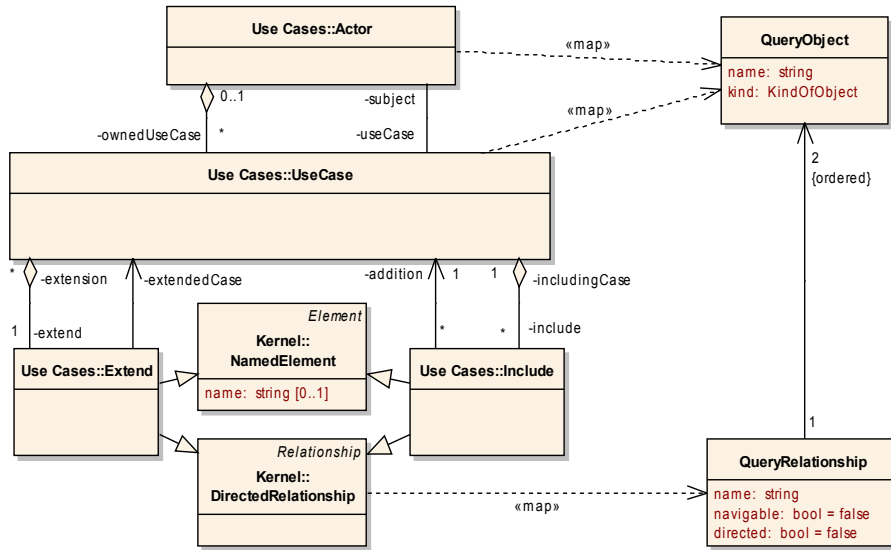 Use Cases::Actor
QueryObject
name: string
kind: KindOfObject
«map»
«map»
0..1
-subject
-ownedUseCase
*
-useCase
Use Cases::UseCase
2
{ordered}
*
-extension
-extendedCase
-addition
1
1
-includingCase
1
-extend
*
*
-include
Use Cases::Extend
Element
Kernel::
NamedElement
name: string [0..1]
Use Cases::Include
1
Relationship
Kernel::
DirectedRelationship
«map»
QueryRelationship
name: string
navigable: bool = false
directed: bool = false